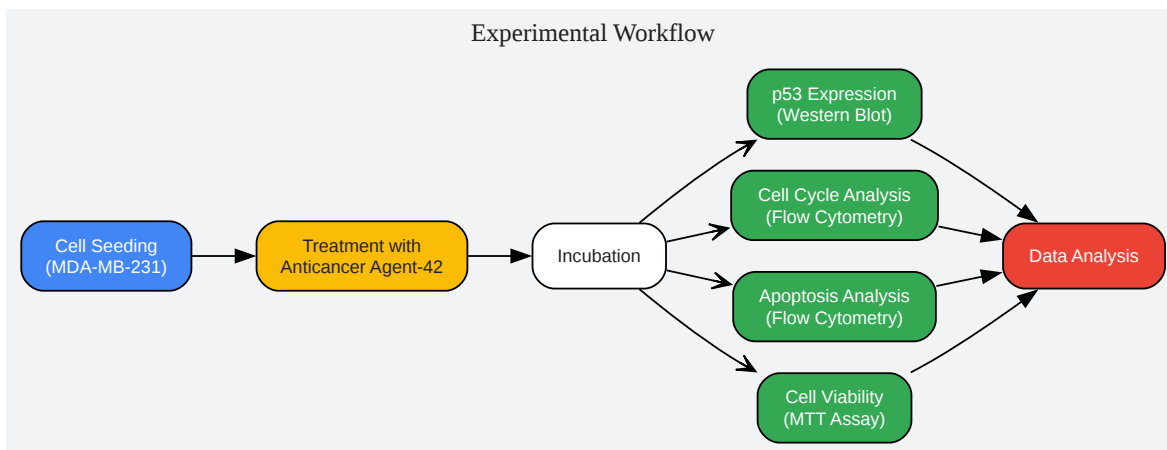 Experimental Workflow
Cell Seeding
(MDA-MB-231)
Treatment with
Anticancer Agent-42
Incubation
p53 Expression
(Western Blot)
Cell Cycle Analysis
(Flow Cytometry)
Apoptosis Analysis
(Flow Cytometry)
Cell Viability
(MTT Assay)
Data Analysis